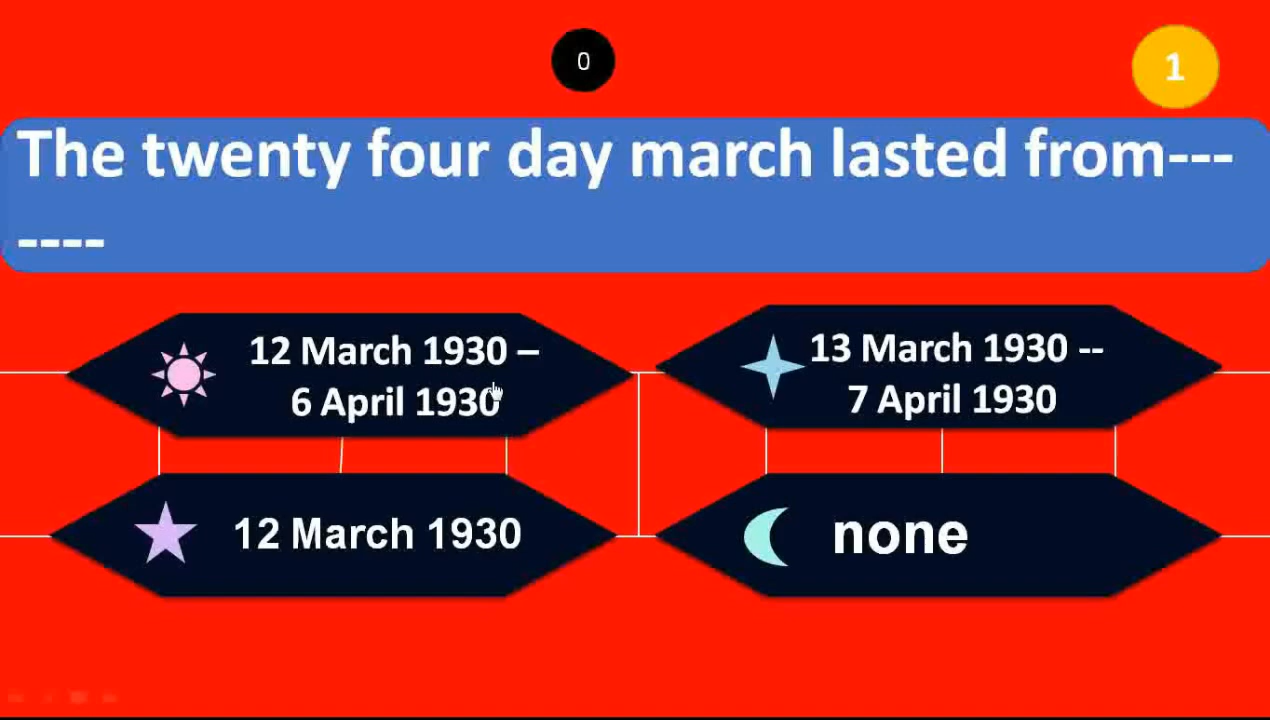 0
1
The twenty four day march lasted from---
----
12 March 1930 –
6 April 1930
13 March 1930 --
7 April 1930
12 March 1930
none